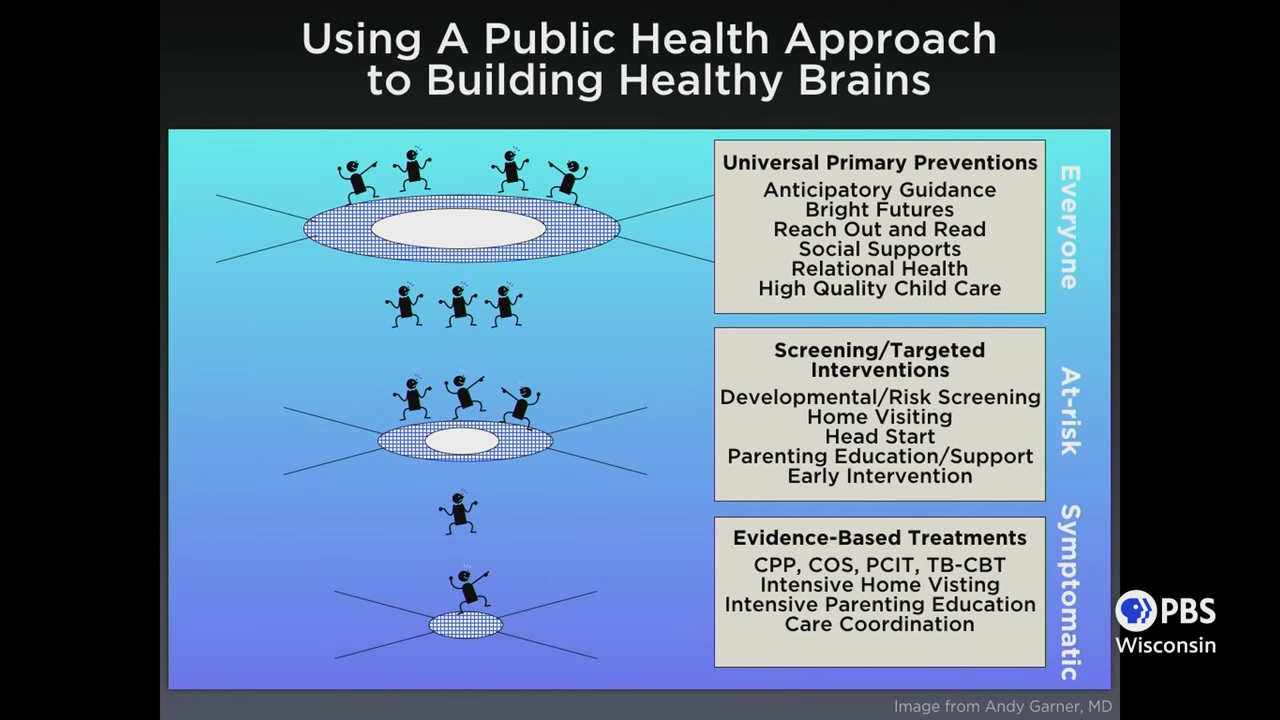 Using A Public Health Approach
to Building Healthy Brains
Universal Primary Preventions
Anticipatory Guidance
Bright Futures
Reach Out and Read
Social Supports
Relational Health
High Quality Child Care
Everyone
Screening/Targeted
Interventions
Developmental/Risk Screening
Home Visiting
Head Start
Parenting Education/Support
Early Intervention
At-risk
Evidence-Based Treatments
CPP, COS, PCIT, TB-CBT
Intensive Home Visting
Intensive Parenting Education
Care Coordination
Symptomatic
PBS
Wisconsin
Image from Andy Garner, MD